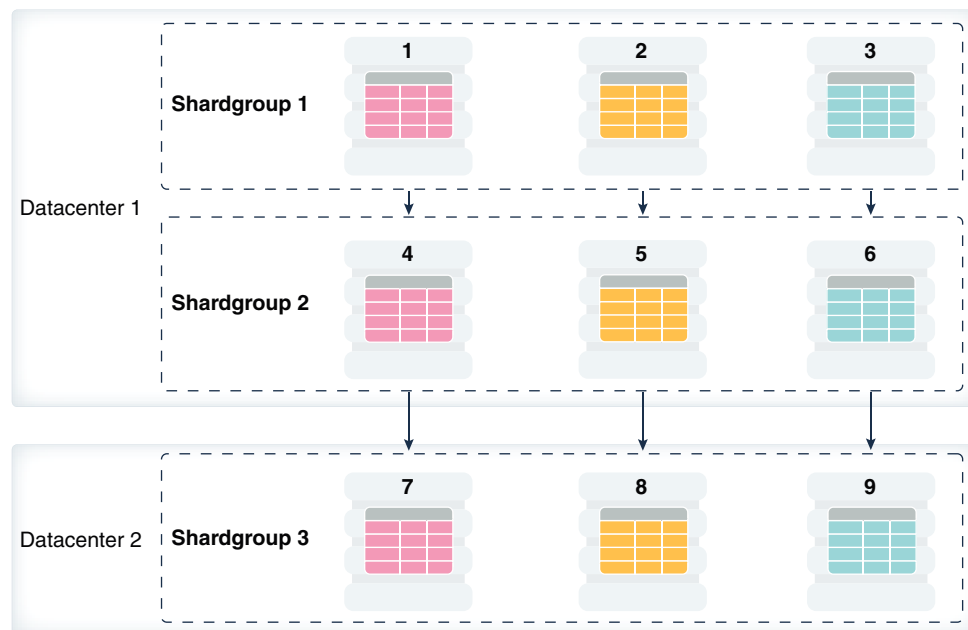 1 2 3
Shardgroup 1
Datacenter 1
4 5 6
Shardgroup 2
7 8 9
Datacenter 2 Shardgroup 3